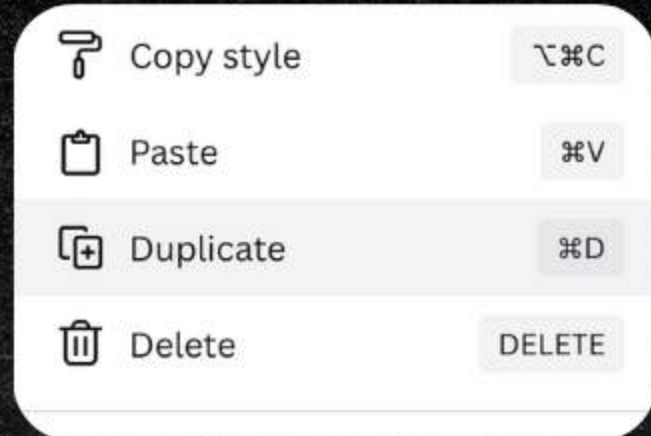 Copy style ⌥⌘C
Paste ⌘V
Duplicate ⌘D
Delete DELETE